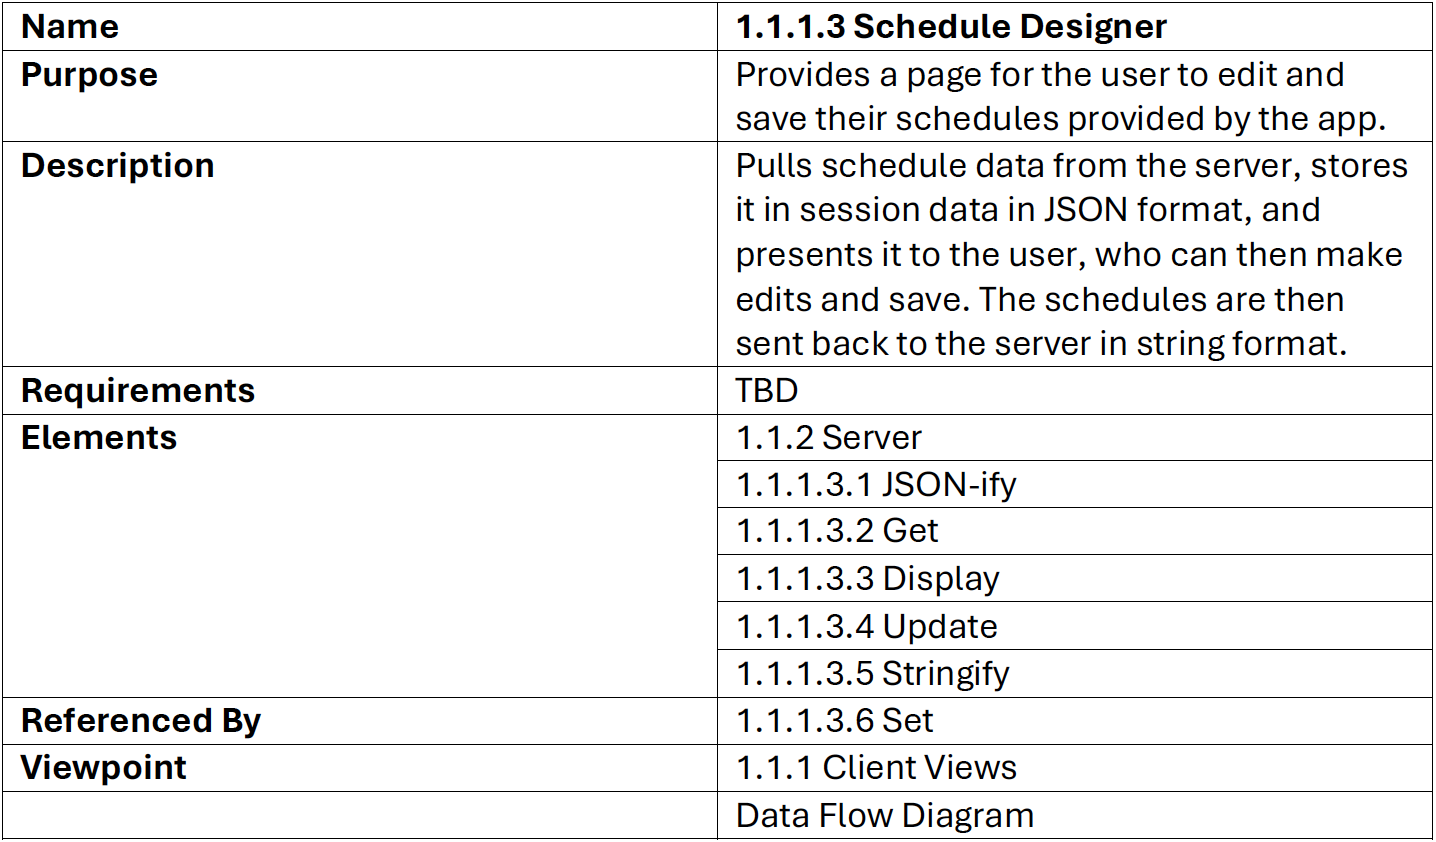 Name
1.1.1.3 Schedule Designer
Purpose
Provides a page for the user to edit and
save their schedules provided by the app.
Description
Pulls schedule data from the server, stores
it in session data in JSON format, and
presents it to the user, who can then make
edits and save. The schedules are then
sent back to the server in string format.
Requirements
TBD
Elements
1.1.2 Server
1.1.1.3.1 JSON-ify
1.1.1.3.2 Get
1.1.1.3.3 Display
1.1.1.3.4 Update
1.1.1.3.5 Stringify
Referenced By
1.1.1.3.6 Set
Viewpoint
1.1.1 Client Views
Data Flow Diagram